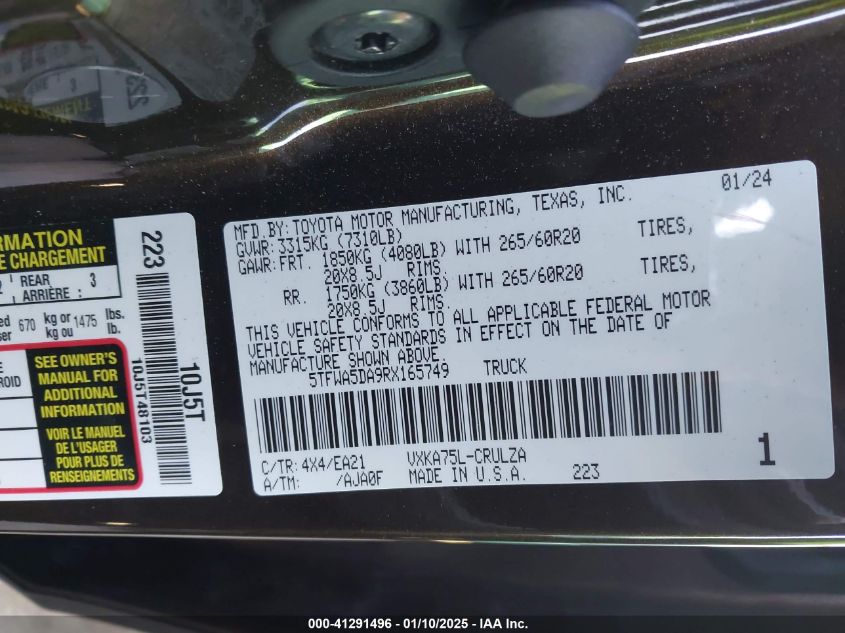 MFD.BY:TOYOTA MOTOR MANUFACTURING, TEXAS, INC. 01/24
GVWR:3315KG (7310LB)
GAWR:FRT. 1850KG (4080LB) WITH 265/60R20 TIRES,
20X8.5J RIMS.
RR. 1750KG (3860LB) WITH 265/60R20 TIRES,
20X8.5J RIMS.
THIS VEHICLE CONFORMS TO ALL APPLICABLE FEDERAL MOTOR
VEHICLE SAFETY STANDARDS IN EFFECT ON THE DATE OF
MANUFACTURE SHOWN ABOVE.
5TFWA5DA9RX165749 TRUCK
C/TR: 4X4/EA21 VXKA75L-CRULZA
A/TM: /AJA0F MADE IN U.S.A. 223
1
REAR
ARRIÈRE : 3
670 kg or 1475 lbs.
kg ou lb.
SEE OWNER'S
MANUAL FOR
ADDITIONAL
INFORMATION
VOIR LE MANUEL
DE L'USAGER
POUR PLUS DE
RENSEIGNEMENTS
223
10J5T
10J5T48103
000-41291496 - 01/10/2025 - IAA Inc.